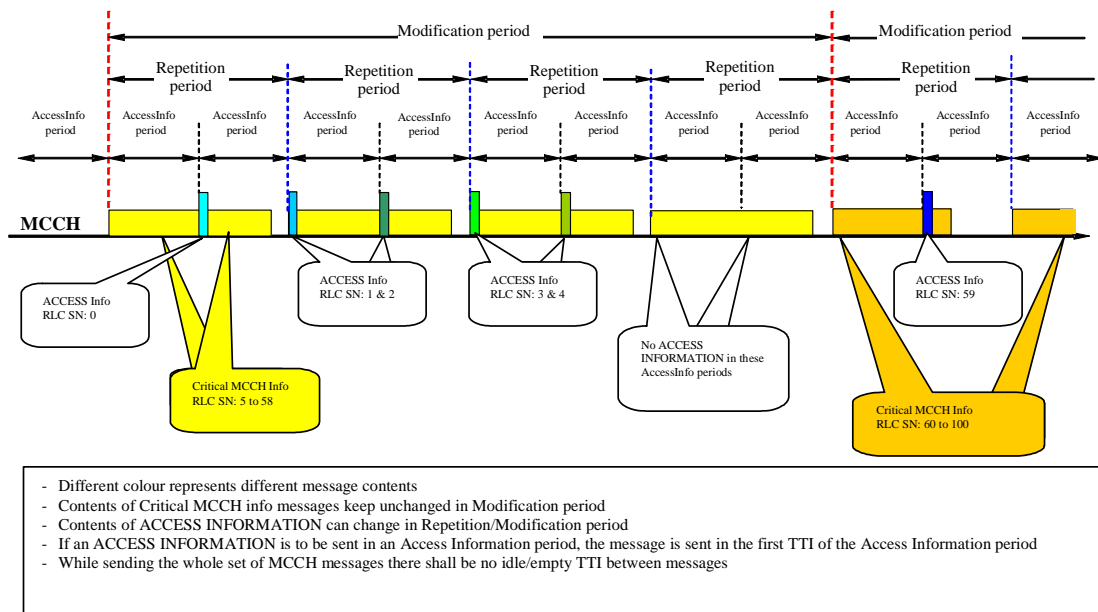 Modification period
Modification period
Repetition
period
Repetition
period
Repetition
period
Repetition
period
Repetition
period
AccessInfo
period
AccessInfo
period
AccessInfo
period
AccessInfo
period
AccessInfo
period
AccessInfo
period
AccessInfo
period
AccessInfo
period
AccessInfo
period
AccessInfo
period
AccessInfo
period
AccessInfo
period
MCCH
ACCESS Info
RLC SN: 0
ACCESS Info
RLC SN: 1 & 2
ACCESS Info
RLC SN: 3 & 4
ACCESS Info
RLC SN: 59
No ACCESS
INFORMATION in these
AccessInfo periods
Critical MCCH Info
RLC SN: 5 to 58
Critical MCCH Info
RLC SN: 60 to 100
- Different colour represents different message contents
- Contents of Critical MCCH info messages keep unchanged in Modification period
- Contents of ACCESS INFORMATION can change in Repetition/Modification period
- If an ACCESS INFORMATION is to be sent in an Access Information period, the message is sent in the first TTI of the Access Information period
- While sending the whole set of MCCH messages there shall be no idle/empty TTI between messages